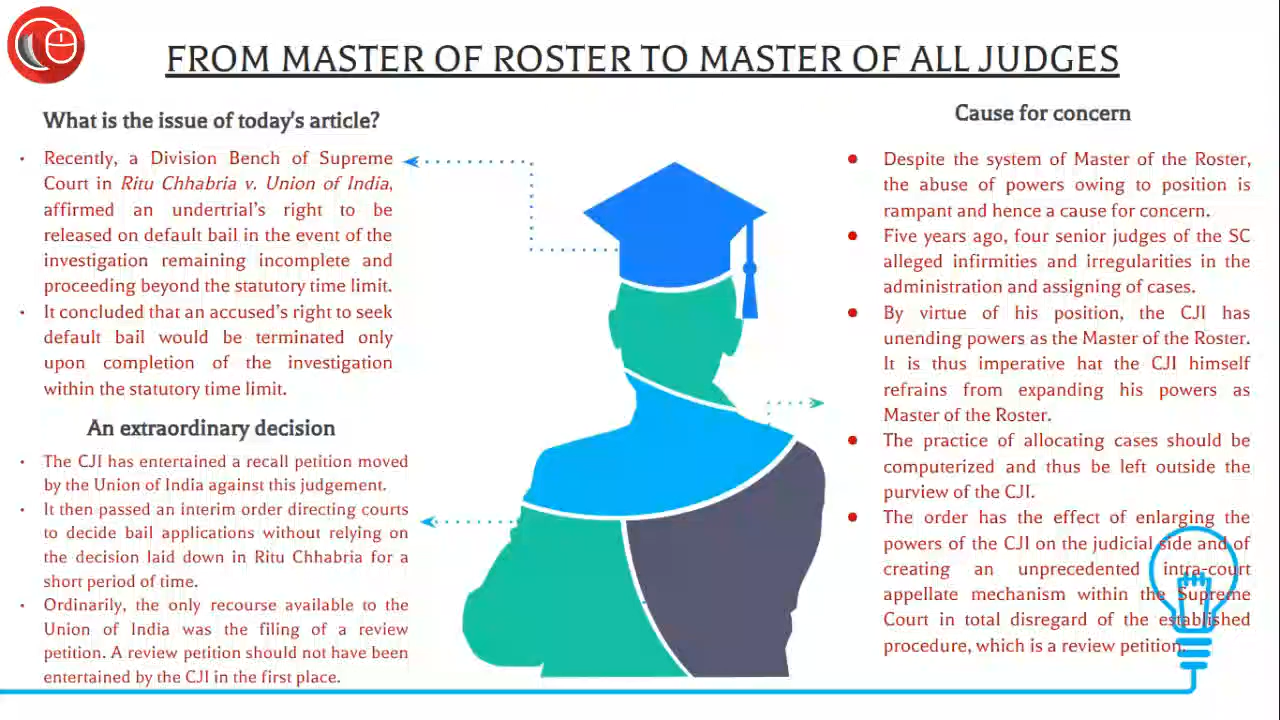 FROM MASTER OF ROSTER TO MASTER OF ALL JUDGES
What is the issue of today's article?
• Recently, a Division Bench of Supreme
Court in Ritu Chhabria v. Union of India,
affirmed an undertrial's right to be
released on default bail in the event of the
investigation remaining incomplete and
proceeding beyond the statutory time limit.
• It concluded that an accused's right to seek
default bail would be terminated only
upon completion of the investigation
within the statutory time limit.
An extraordinary decision
• The CJI has entertained a recall petition moved
by the Union of India against this judgement.
• It then passed an interim order directing courts
to decide bail applications without relying on
the decision laid down in Ritu Chhabria for a
short period of time.
• Ordinarily, the only recourse available to the
Union of India was the filing of a review
petition. A review petition should not have been
entertained by the CJI in the first place.
Cause for concern
● Despite the system of Master of the Roster,
the abuse of powers owing to position is
rampant and hence a cause for concern.
● Five years ago, four senior judges of the SC
alleged infirmities and irregularities in the
administration and assigning of cases.
● By virtue of his position, the CJI has
unending powers as the Master of the Roster.
It is thus imperative hat the CJI himself
refrains from expanding his powers as
Master of the Roster.
● The practice of allocating cases should be
computerized and thus be left outside the
purview of the CJI.
● The order has the effect of enlarging the
powers of the CJI on the judicial side and of
creating an unprecedented intra-court
appellate mechanism within the Supreme
Court in total disregard of the established
procedure, which is a review petition.